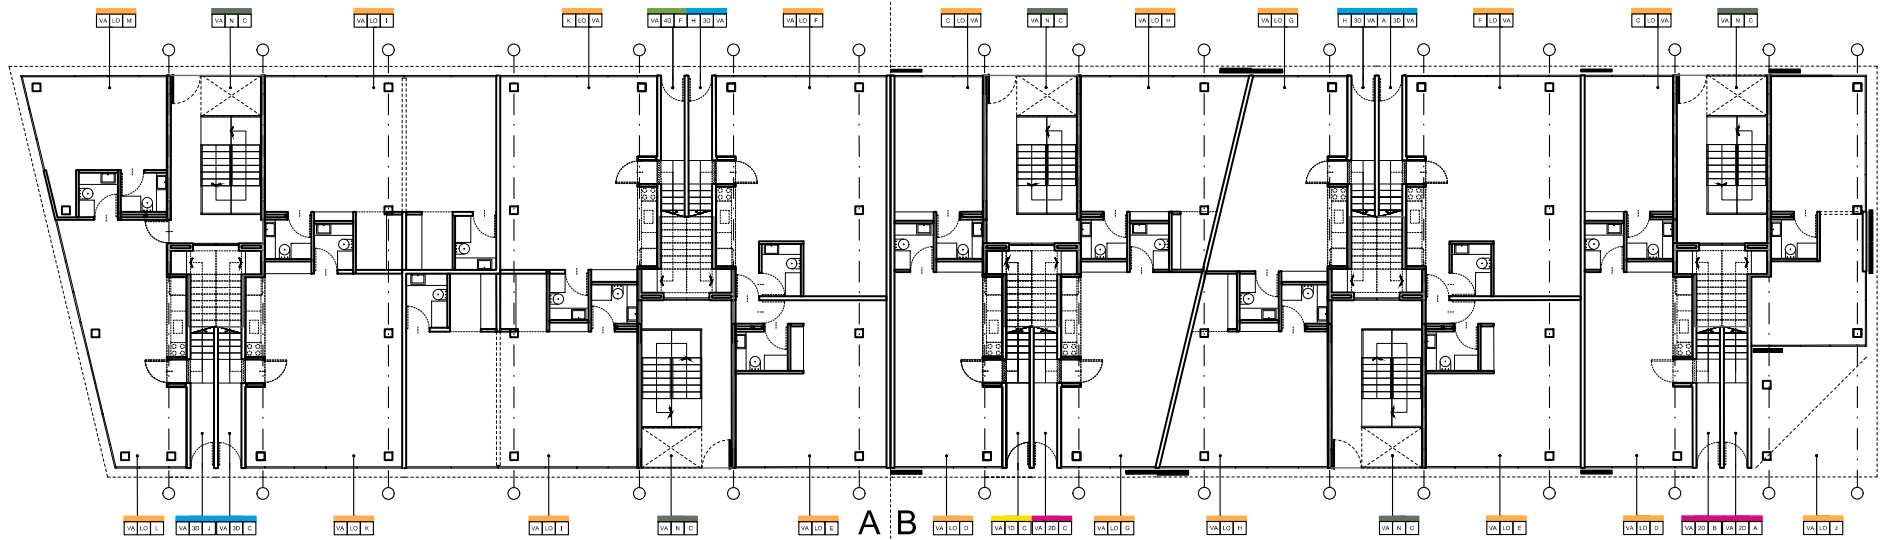 VA LO M
VA N C
VA LO I
K LO VA
VA 4D F H 3D VA
VA LO F
C LO VA
VA N C
VA LO H
VA LO G
H 3D VA A 3D VA
F LO VA
C LO VA
VA N C
A B
VA LO L
VA 3D J VA 3D C
VA LO K
VA LO I
VA N C
VA LO E
VA LO D
VA 1D C VA 2D C
VA LO G
VA LO H
VA N C
VA LO E
VA LO D
VA 2D B VA 2D A
VA LO J